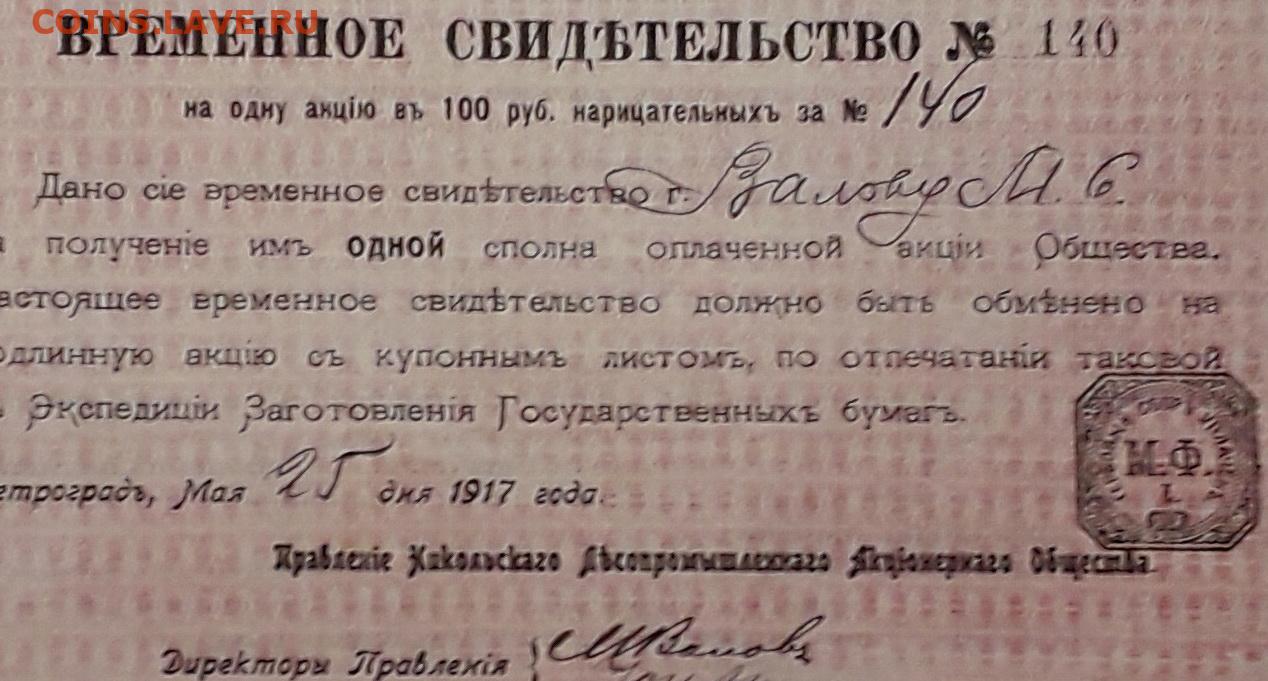 COINS.LAVE.RU
ВРЕМЕННОЕ СВИДѢТЕЛЬСТВО № 140
на одну акцію въ 100 руб. нарицательныхъ за № 140
Дано сіе временное свидѣтельство г. Валову М. С.
получение имъ ОДНОЙ сполна оплаченной акціи Общества.
астоящее временное свидѣтельство должно быть обмѣнено на
одлинную акцію съ купоннымъ листомъ, по отпечатаніи таковой
Экспедиціи Заготовленія Государственныхъ бумагъ.
етроградъ, Мая 25 дня 1917 года.
М.Ф.
Правленіе Никольскаго Лѣсопромышленнаго Акціонернаго Общества.
Директоры Правленія